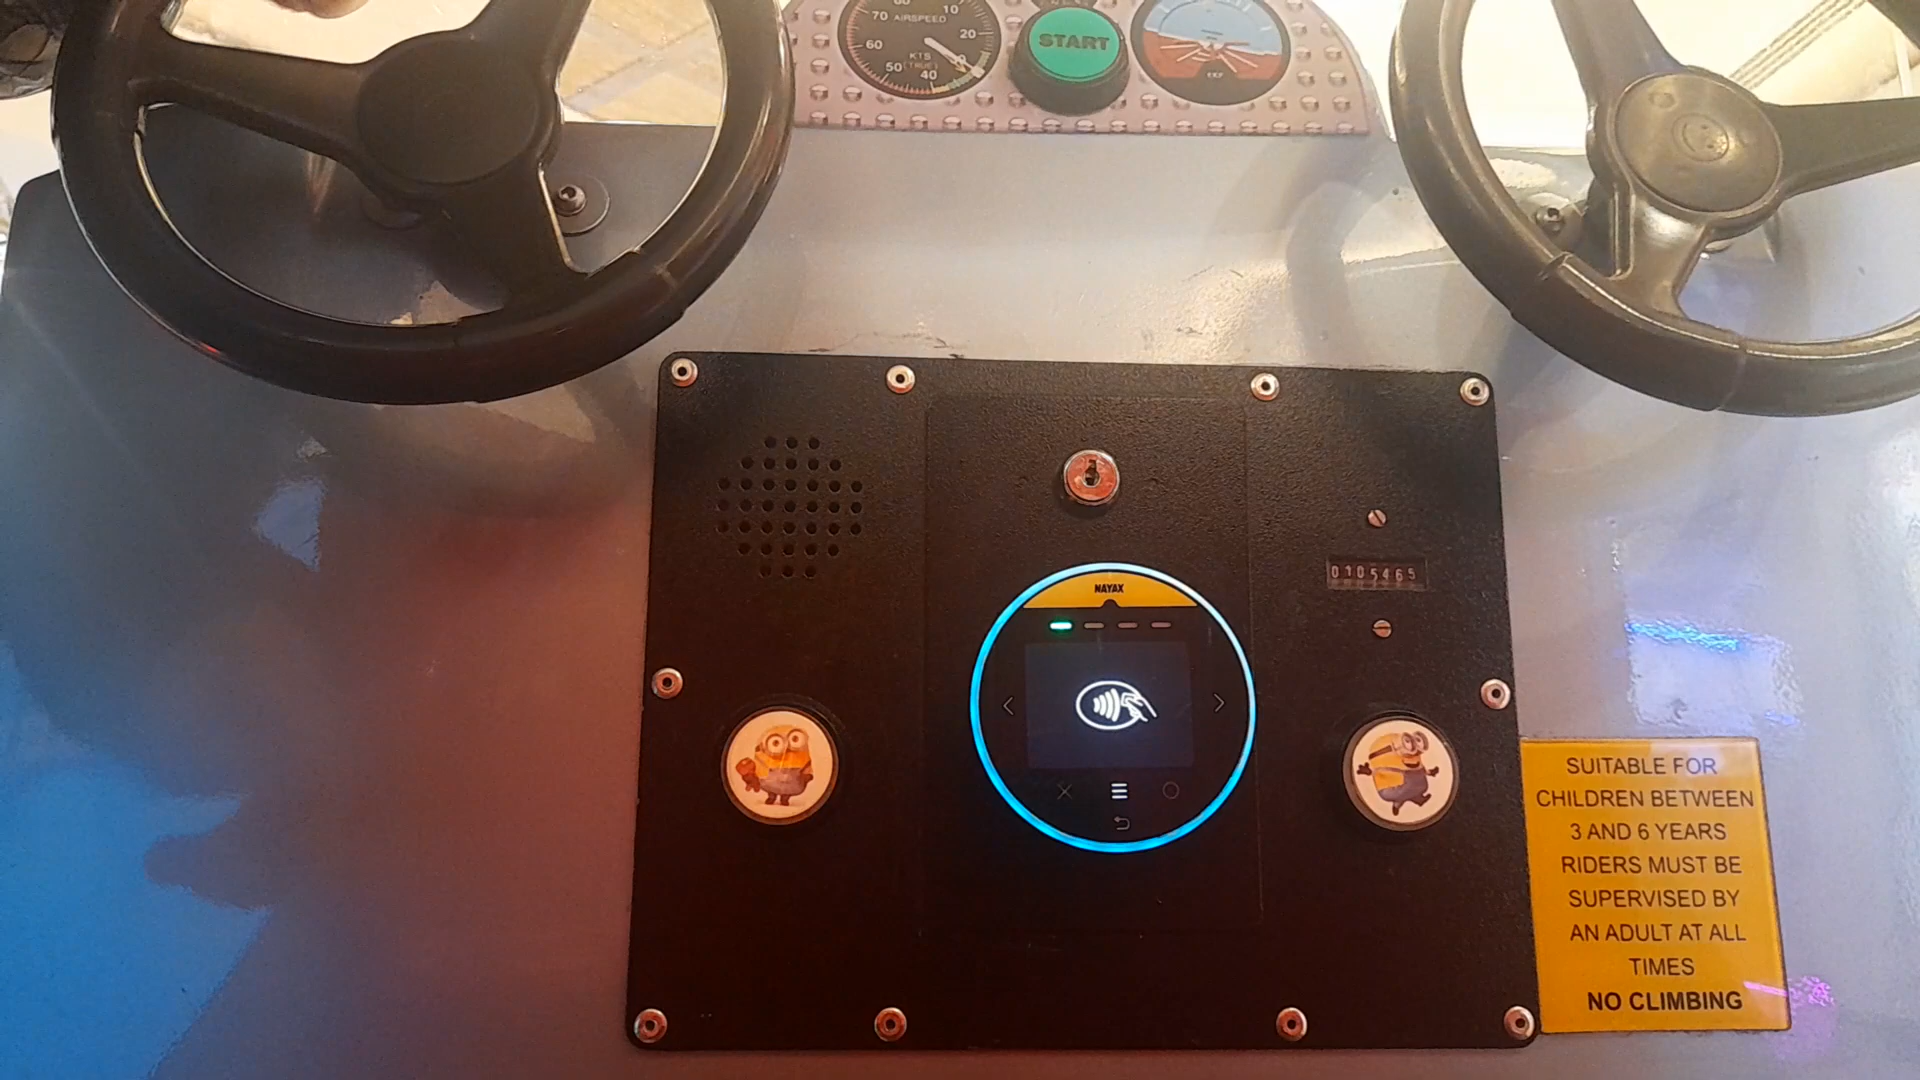 70 AIRSPEED 10
60 20
KTS
(TRUE)
50 40
START
NAYAX
0105465
SUITABLE FOR
CHILDREN BETWEEN
3 AND 6 YEARS
RIDERS MUST BE
SUPERVISED BY
AN ADULT AT ALL
TIMES
NO CLIMBING